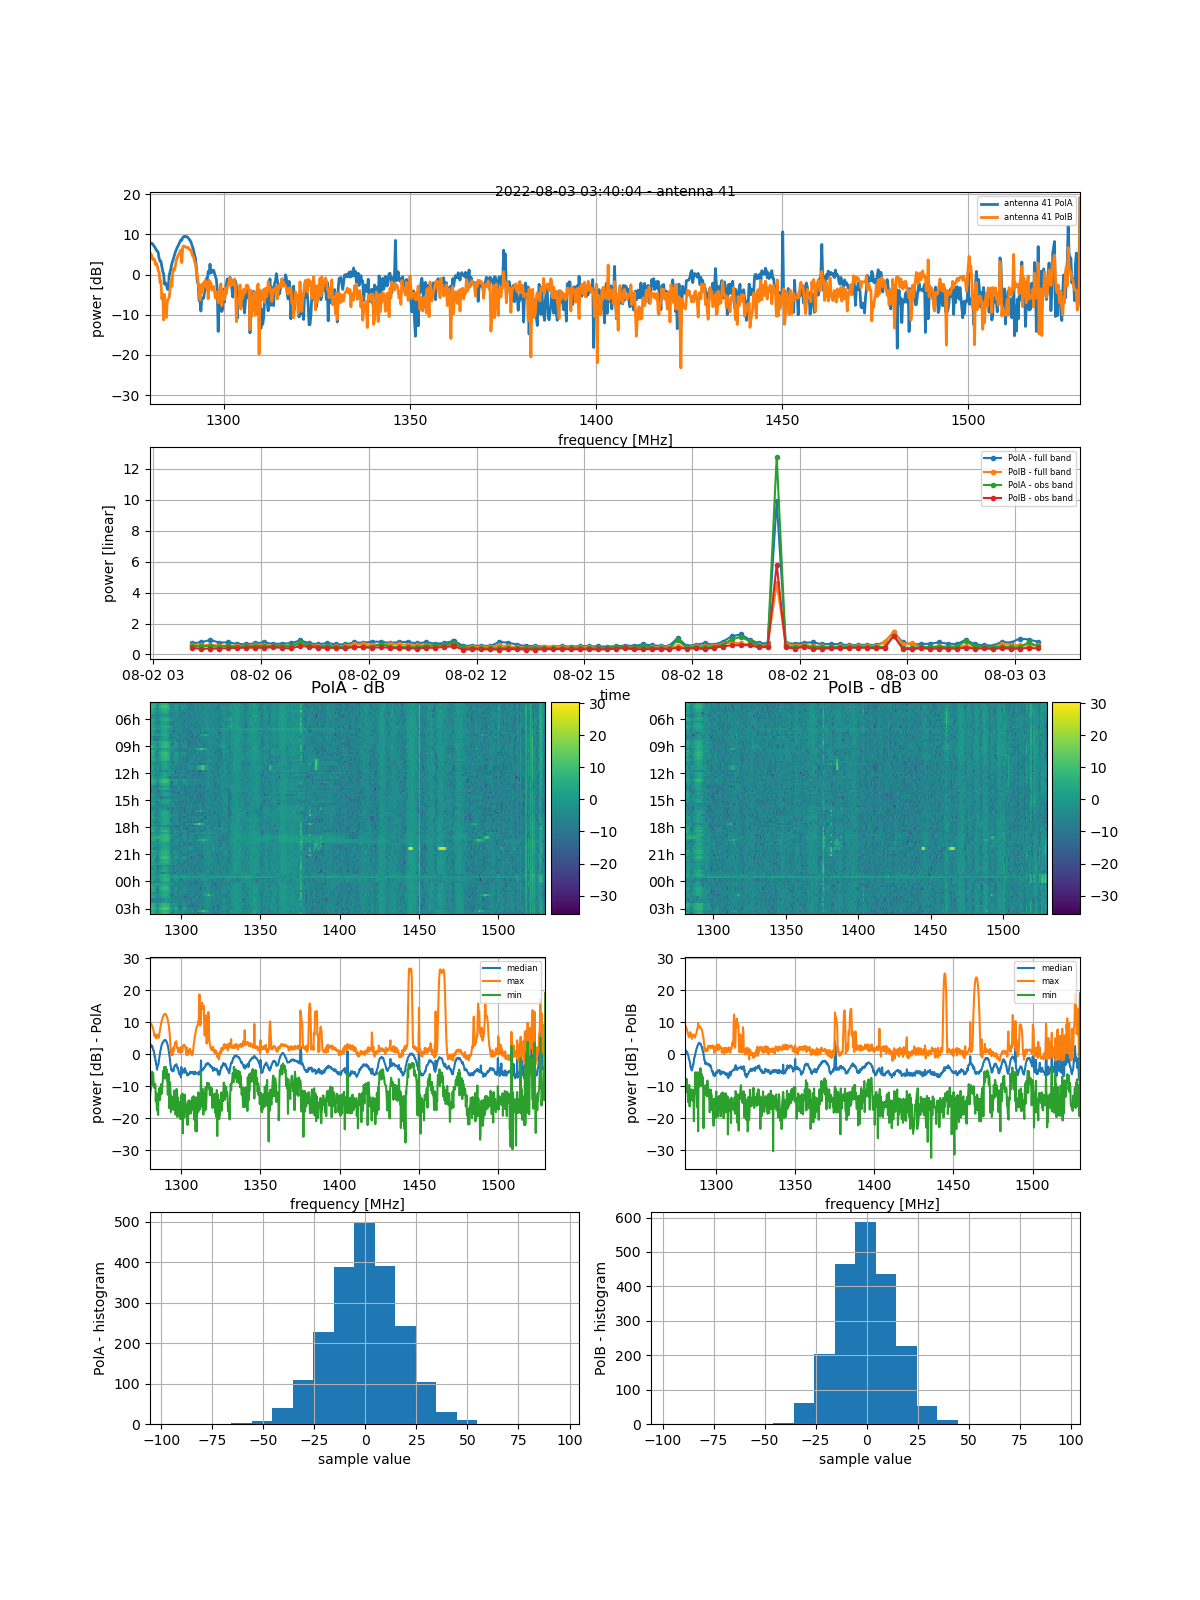 2022-08-03 03:40:04 - antenna 41
power [dB]
20
10
0
−10
−20
−30
antenna 41 PolA
antenna 41 PolB
1300 1350 1400 1450 1500
frequency [MHz]
power [linear]
12
10
8
6
4
2
0
PolA - full band
PolB - full band
PolA - obs band
PolB - obs band
08-02 03 08-02 06 08-02 09 08-02 12 08-02 15 08-02 18 08-02 21 08-03 00 08-03 03
time
PolA - dB
06h
09h
12h
15h
18h
21h
00h
03h
1300 1350 1400 1450 1500
30
20
10
0
−10
−20
−30
PolB - dB
06h
09h
12h
15h
18h
21h
00h
03h
1300 1350 1400 1450 1500
30
20
10
0
−10
−20
−30
power [dB] - PolA
30
20
10
0
−10
−20
−30
median
max
min
1300 1350 1400 1450 1500
frequency [MHz]
power [dB] - PolB
30
20
10
0
−10
−20
−30
median
max
min
1300 1350 1400 1450 1500
frequency [MHz]
PolA - histogram
500
400
300
200
100
0
−100 −75 −50 −25 0 25 50 75 100
sample value
PolB - histogram
600
500
400
300
200
100
0
−100 −75 −50 −25 0 25 50 75 100
sample value